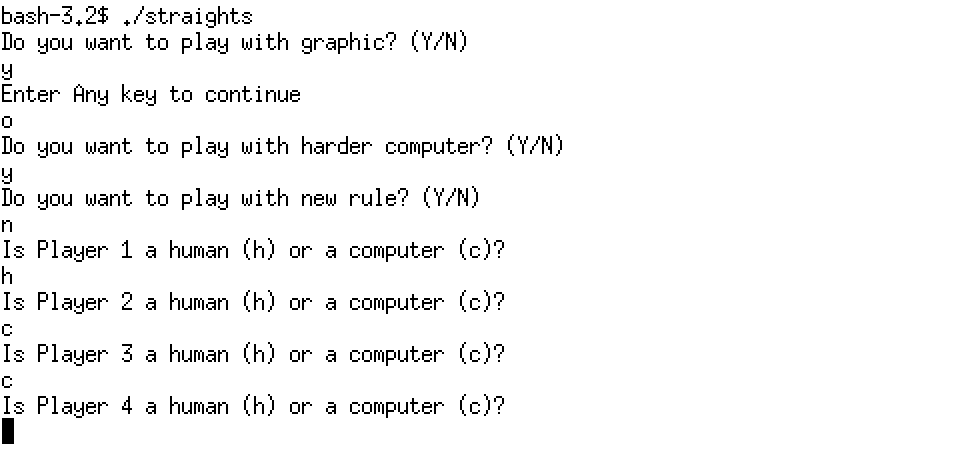 bash-3.2$ ./straights
Do you want to play with graphic? (Y/N)
y
Enter Any key to continue
o
Do you want to play with harder computer? (Y/N)
y
Do you want to play with new rule? (Y/N)
n
Is Player 1 a human (h) or a computer (c)?
h
Is Player 2 a human (h) or a computer (c)?
c
Is Player 3 a human (h) or a computer (c)?
c
Is Player 4 a human (h) or a computer (c)?